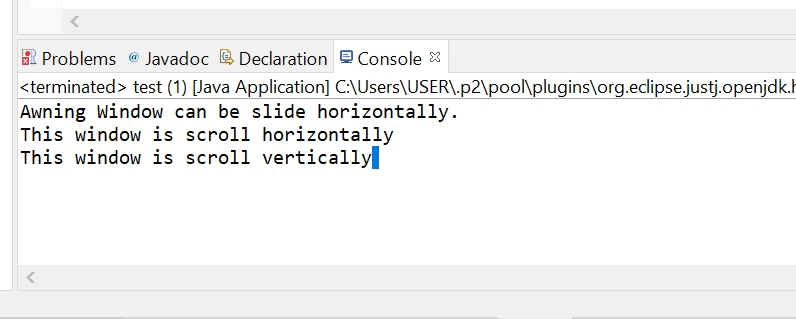 Problems @ Javadoc Declaration Console
<terminated> test (1) [Java Application] C:\Users\USER\.p2\pool\plugins\org.eclipse.justj.openjdk.h
Awning Window can be slide horizontally.
This window is scroll horizontally
This window is scroll vertically